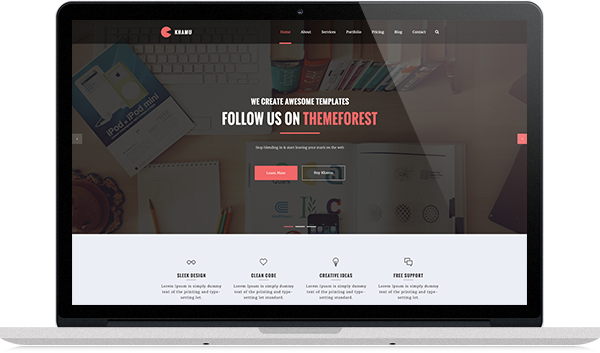 KHAMU
Home About Services Portfolio Pricing Blog Contact
iPod • iPad mini
WE CREATE AWESOME TEMPLATES
FOLLOW US ON THEMEFOREST
Stop blending in & start leaving your mark on the web
Learn More Buy Khamu
SLEEK DESIGN CLEAN CODE CREATIVE IDEAS FREE SUPPORT
Lorem Ipsum is simply dummy Lorem Ipsum is simply dummy Lorem Ipsum is simply dummy Lorem Ipsum is simply dummy
text of the printing and type- text of the printing and type- text of the printing and type- text of the printing and type-
setting let. setting let standard. setting let standard. setting let.